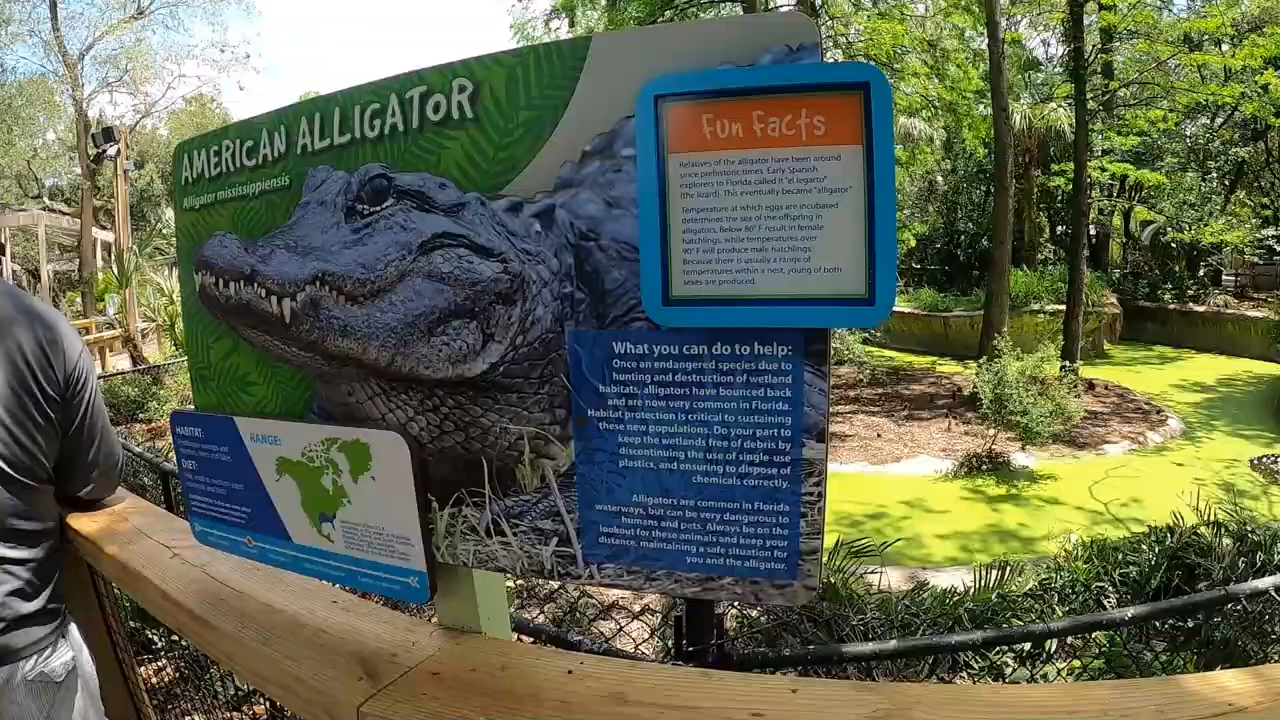 AMERICAN ALLIGATOR
Alligator mississippiensis
Fun Facts
Relatives of the alligator have been around
since prehistoric times. Early Spanish
explorers to Florida called it "el legarto"
(the lizard). This eventually became "alligator"
Temperature at which eggs are incubated
determines the sex of the offspring in
alligators. Below 86° F result in female
hatchlings, while temperatures over
90° F will produce male hatchlings.
Because there is usually a range of
temperatures within a nest, young of both
sexes are produced.
What you can do to help:
Once an endangered species due to
hunting and destruction of wetland
habitats, alligators have bounced back
and are now very common in Florida.
Habitat protection is critical to sustaining
these new populations. Do your part to
keep the wetlands free of debris by
discontinuing the use of single-use
plastics, and ensuring to dispose of
chemicals correctly.
Alligators are common in Florida
waterways, but can be very dangerous to
humans and pets. Always be on the
lookout for these animals and keep your
distance, maintaining a safe situation for
you and the alligator.
HABITAT:
DIET:
RANGE: